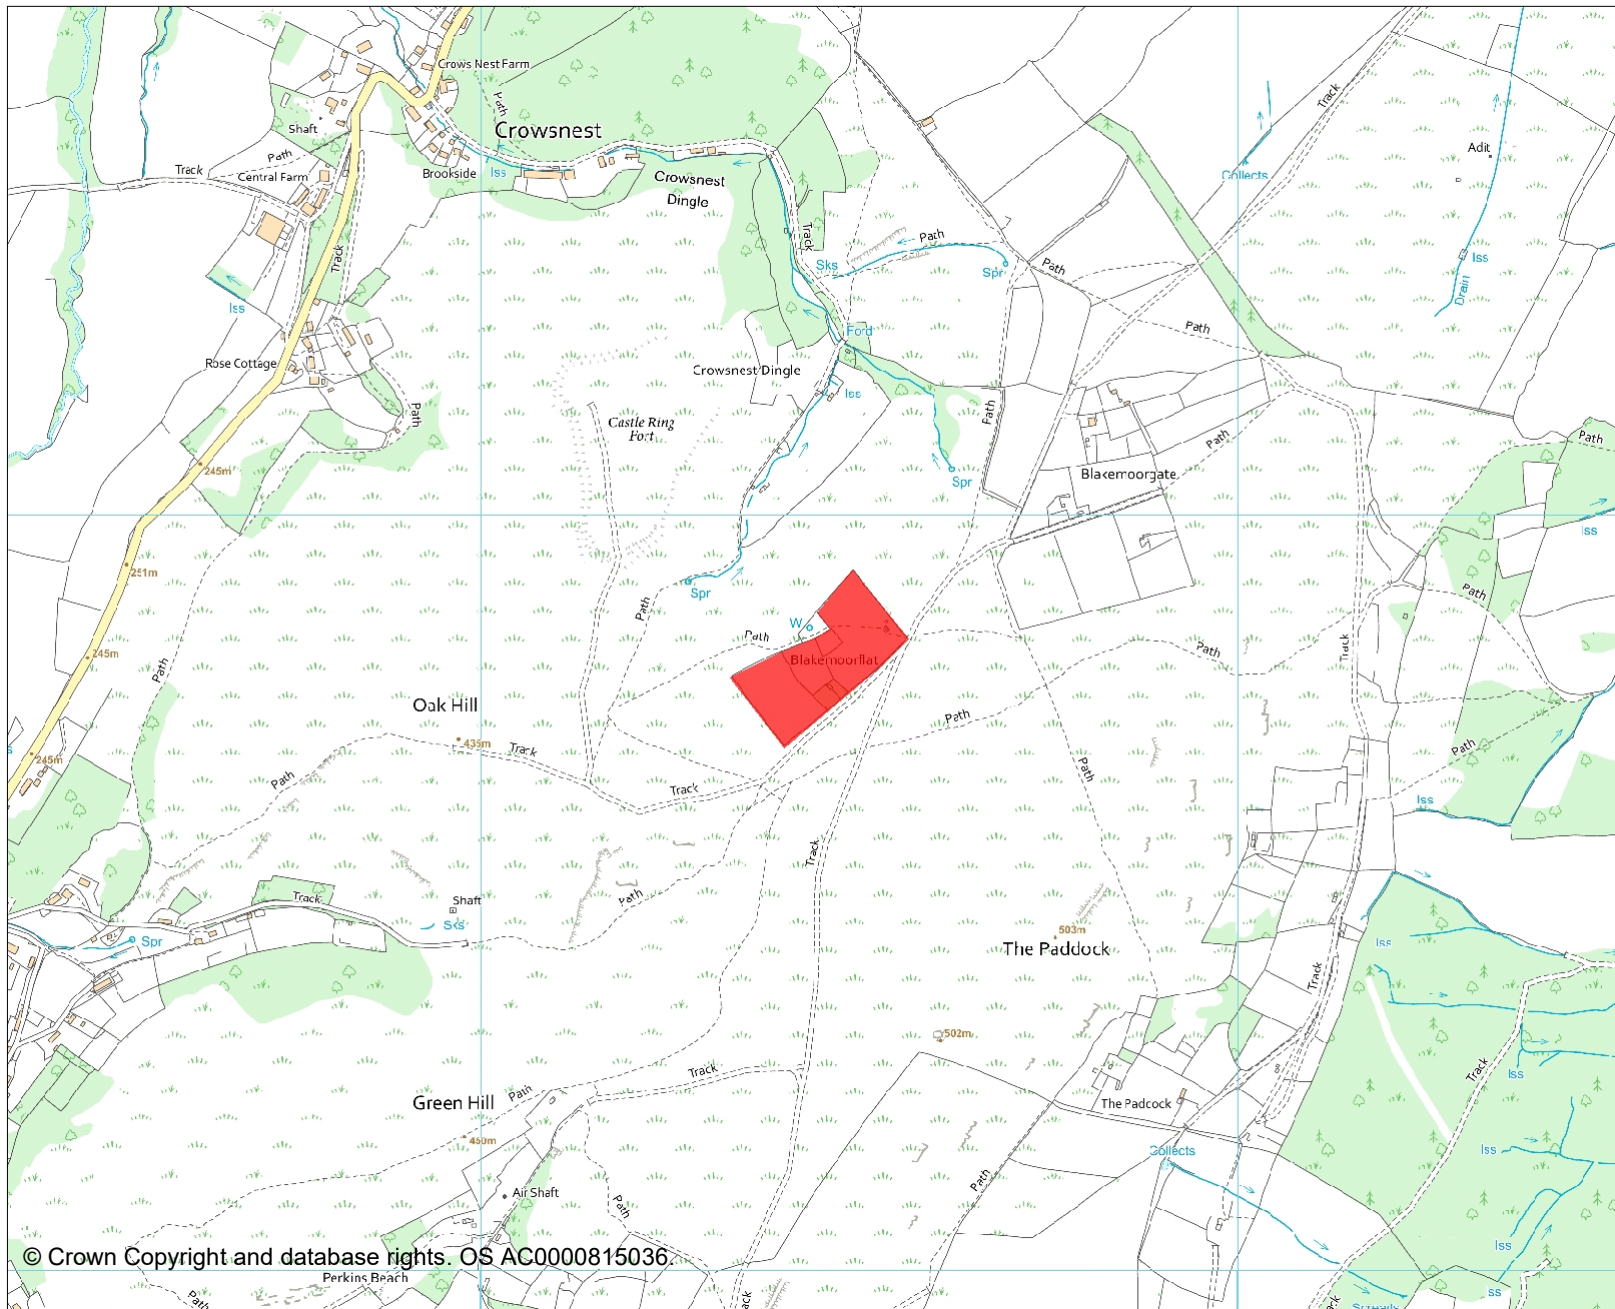 Crows Nest Farm
Path
Shaft
Crowsnest
Path
Track
Central Farm
Brookside
Iss
Crowsnest
Dingle
Track
Adit
Collects
Track
Path
Track
Sks
Spr
Path
Iss
Drain
Iss
Ford
Path
Rose Cottage
Crowsnest Dingle
Iss
Path
Path
Castle Ring
Fort
Path
Path
245m
Spr
Blakemoorgate
Iss
251m
Spr
Path
Path
W
Path
Blakemoorflat
Track
Path
245m
Path
Oak Hill
435m
Track
Path
Path
245m
Path
Track
Path
Iss
Track
Track
Shaft
Sks
Path
503m
The Paddock
Iss
Spr
Track
502m
Track
Track
Iss
Path
Green Hill
The Paddock
450m
Collects
Iss
Air Shaft
Path
Path
Iss
© Crown Copyright and database rights. OS AC0000815036.
Perkins Beach
Path